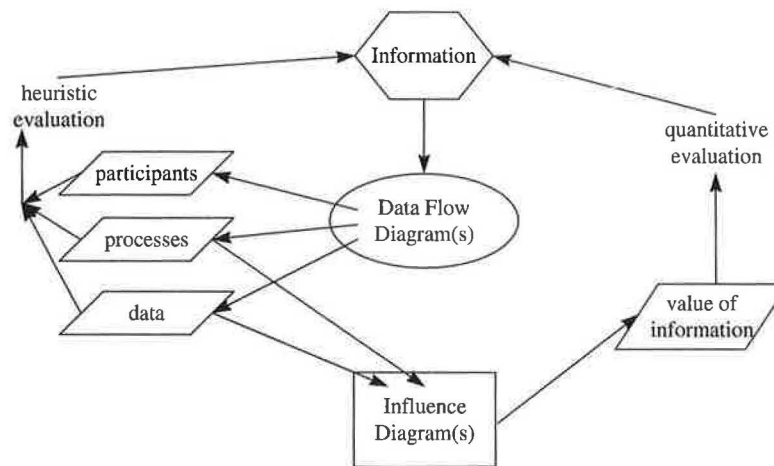 Information
heuristic
evaluation
quantitative
evaluation
participants
Data Flow
Diagram(s)
processes
data
value of
information
Influence
Diagram(s)